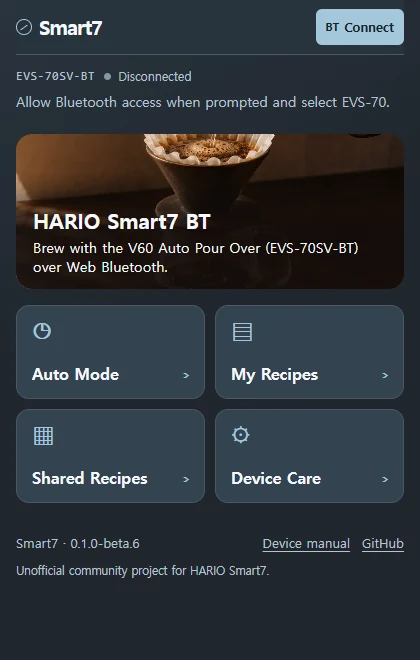 Smart7
BT Connect
EVS-70SV-BT Disconnected
Allow Bluetooth access when prompted and select EVS-70.
HARIO Smart7 BT
Brew with the V60 Auto Pour Over (EVS-70SV-BT)
over Web Bluetooth.
Auto Mode >
My Recipes >
Shared Recipes >
Device Care >
Smart7 · 0.1.0-beta.6
Device manual GitHub
Unofficial community project for HARIO Smart7.